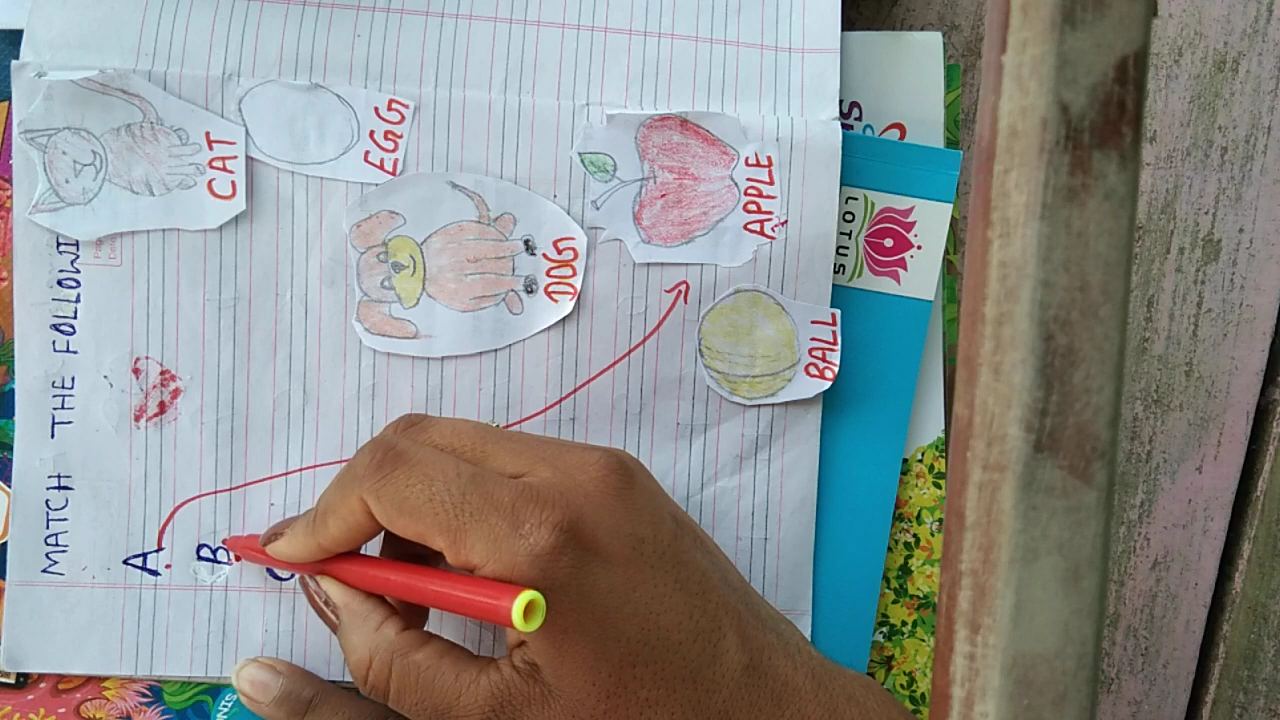 MATCH THE FOLLOWI
A
B
C
CAT
EGG
DOG
APPLE
BALL
LOTUS